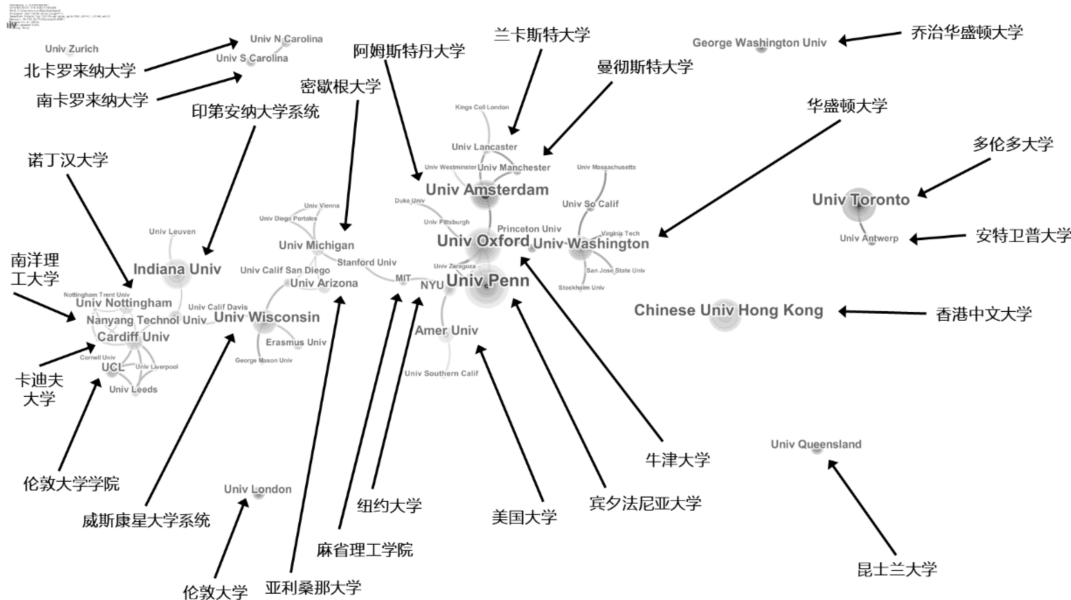 Univ Zurich
Univ N Carolina
Univ S Carolina
北卡罗来纳大学
南卡罗来纳大学
印第安纳大学系统
密歇根大学
阿姆斯特丹大学
兰卡斯特大学
曼彻斯特大学
George Washington Univ
乔治华盛顿大学
华盛顿大学
多伦多大学
诺丁汉大学
Kings Coll London
Univ Lancaster
Univ Westminster
Univ Manchester
Univ Massachusetts
Univ Amsterdam
Duke Univ
Univ Vienna
Univ So Calif
Univ Toronto
Univ Diego Portales
Univ Pittsburgh
Princeton Univ
Virginia Tech
Univ Leuven
Univ Michigan
Univ Oxford
Univ Washington
Univ Antwerp
安特卫普大学
南洋理
工大学
Indiana Univ
Univ Calif San Diego
Stanford Univ
Univ Zaragoza
San Jose State Univ
Univ Arizona
MIT
NYU
Univ Penn
Stockholm Univ
Nottingham Trent Univ
Univ Nottingham
Univ Calif Davis
Nanyang Technol Univ
Univ Wisconsin
Chinese Univ Hong Kong
香港中文大学
Cardiff Univ
Amer Univ
Erasmus Univ
Cornell Univ
George Mason Univ
UCL
Univ Liverpool
Univ Southern Calif
卡迪夫
大学
Univ Leeds
Univ Queensland
牛津大学
伦敦大学学院
Univ London
威斯康星大学系统
纽约大学
美国大学
宾夕法尼亚大学
麻省理工学院
昆士兰大学
伦敦大学
亚利桑那大学